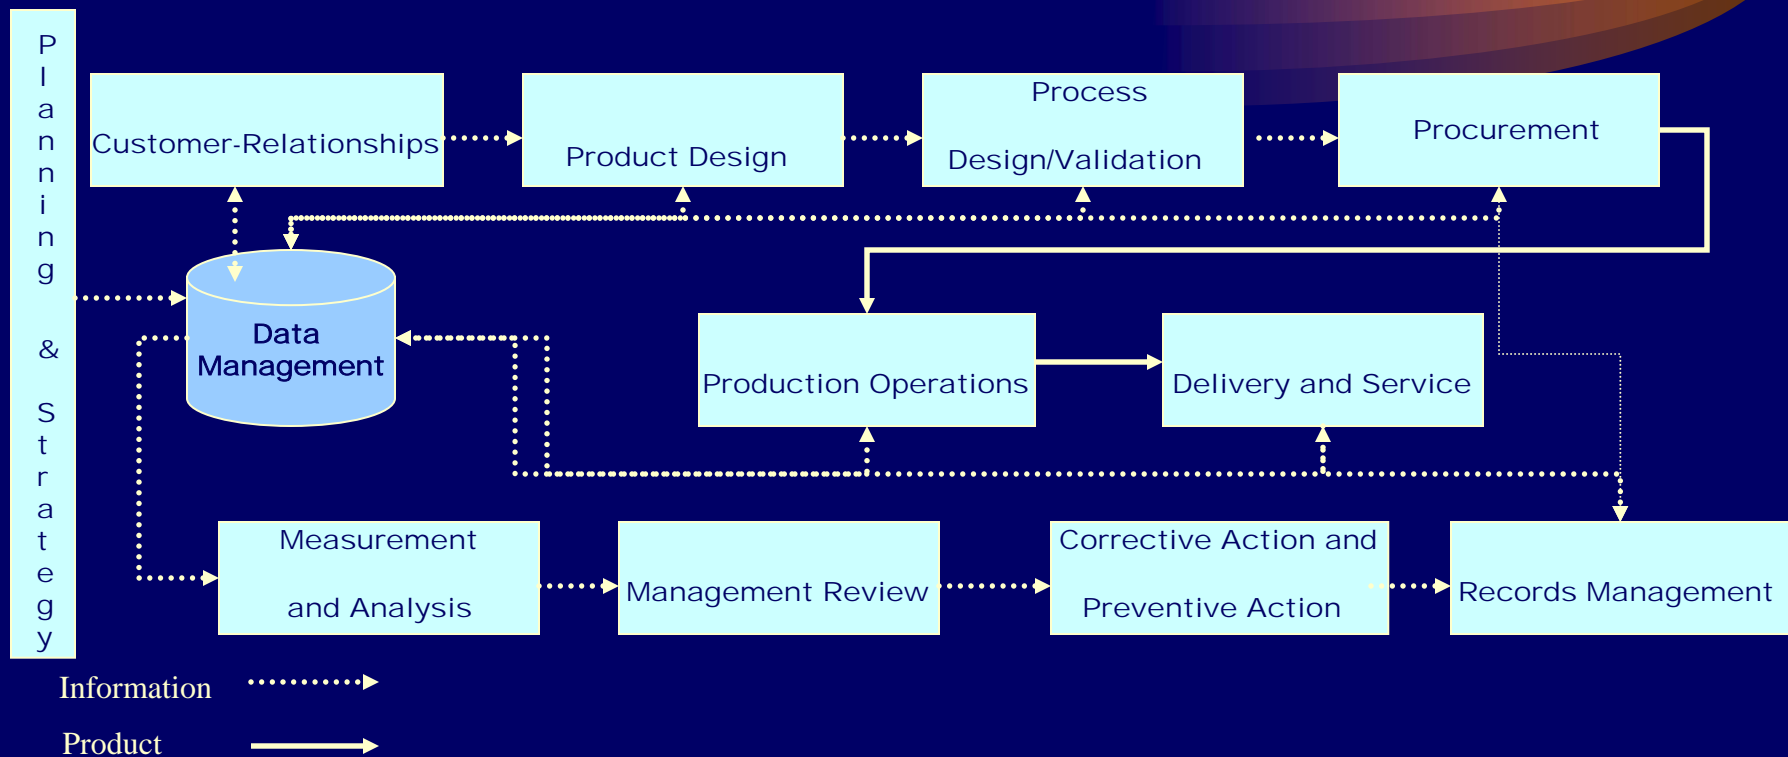 Planning & Strategy
Customer-Relationships
Product Design
Process
Design/Validation
Procurement
Data
Management
Production Operations
Delivery and Service
Measurement
and Analysis
Management Review
Corrective Action and
Preventive Action
Records Management
Information
Product